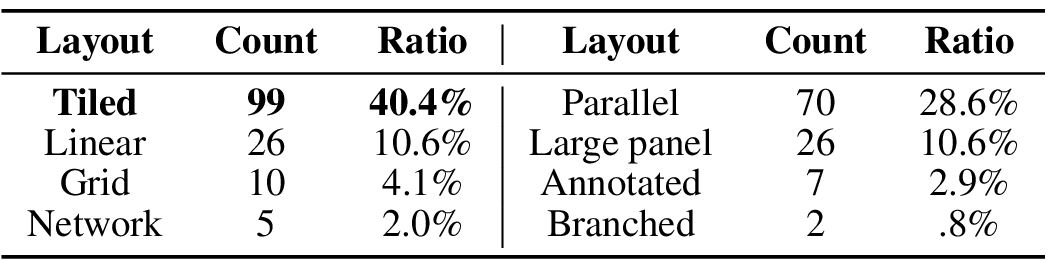 Layout Count Ratio Layout Count Ratio
Tiled 99 40.4% Parallel 70 28.6%
Linear 26 10.6% Large panel 26 10.6%
Grid 10 4.1% Annotated 7 2.9%
Network 5 2.0% Branched 2 .8%